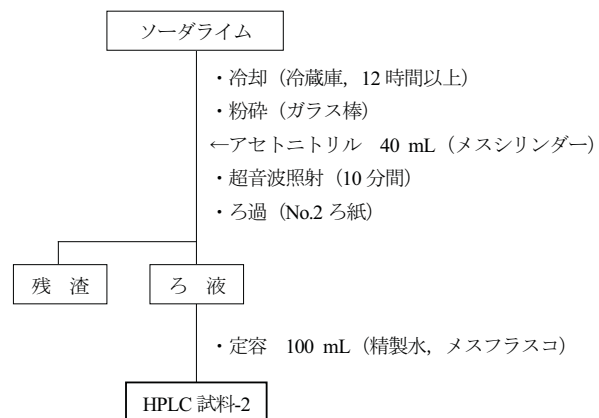 ソーダライム
・冷却（冷蔵庫，12 時間以上）
・粉砕（ガラス棒）
←アセトニトリル　40 mL（メスシリンダー）
・超音波照射（10 分間）
・ろ過（No.2 ろ紙）
残　渣
ろ　液
・定容　100 mL（精製水，メスフラスコ）
HPLC 試料-2